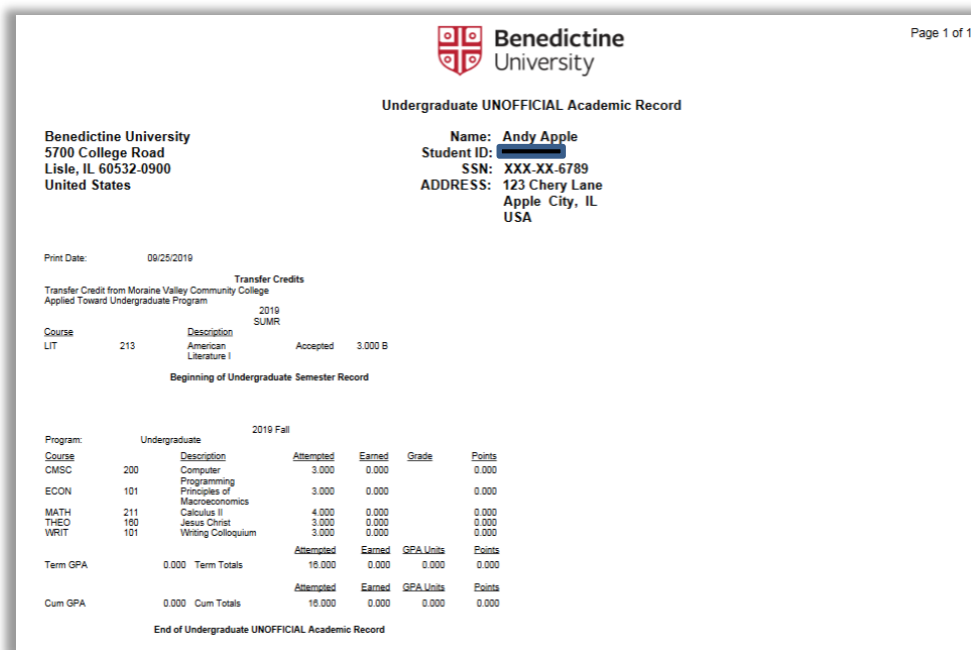 Benedictine
University
Page 1 of 1
Undergraduate UNOFFICIAL Academic Record
Benedictine University
5700 College Road
Lisle, IL 60532-0900
United States
Name: Andy Apple
Student ID:
SSN: XXX-XX-6789
ADDRESS: 123 Chery Lane
Apple City, IL
USA
Print Date: 09/25/2019
Transfer Credits
Transfer Credit from Moraine Valley Community College
Applied Toward Undergraduate Program
2019
SUMR
Course Description
LIT 213 American Accepted 3.000 B
Literature I
Beginning of Undergraduate Semester Record
2019 Fall
Program: Undergraduate
Course Description Attempted Earned Grade Points
CMSC 200 Computer 3.000 0.000 0.000
Programming
ECON 101 Principles of 3.000 0.000 0.000
Macroeconomics
MATH 211 Calculus II 4.000 0.000 0.000
THEO 160 Jesus Christ 3.000 0.000 0.000
WRIT 101 Writing Colloquium 3.000 0.000 0.000
Attempted Earned GPA Units Points
Term GPA 0.000 Term Totals 16.000 0.000 0.000 0.000
Attempted Earned GPA Units Points
Cum GPA 0.000 Cum Totals 16.000 0.000 0.000 0.000
End of Undergraduate UNOFFICIAL Academic Record